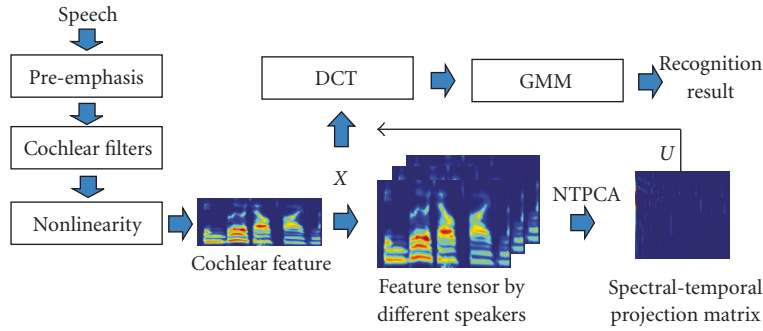 Speech
Pre-emphasis
Cochlear filters
Nonlinearity
Cochlear feature
DCT
GMM
Recognition
result
X
U
NTPCA
Feature tensor by
different speakers
Spectral-temporal
projection matrix